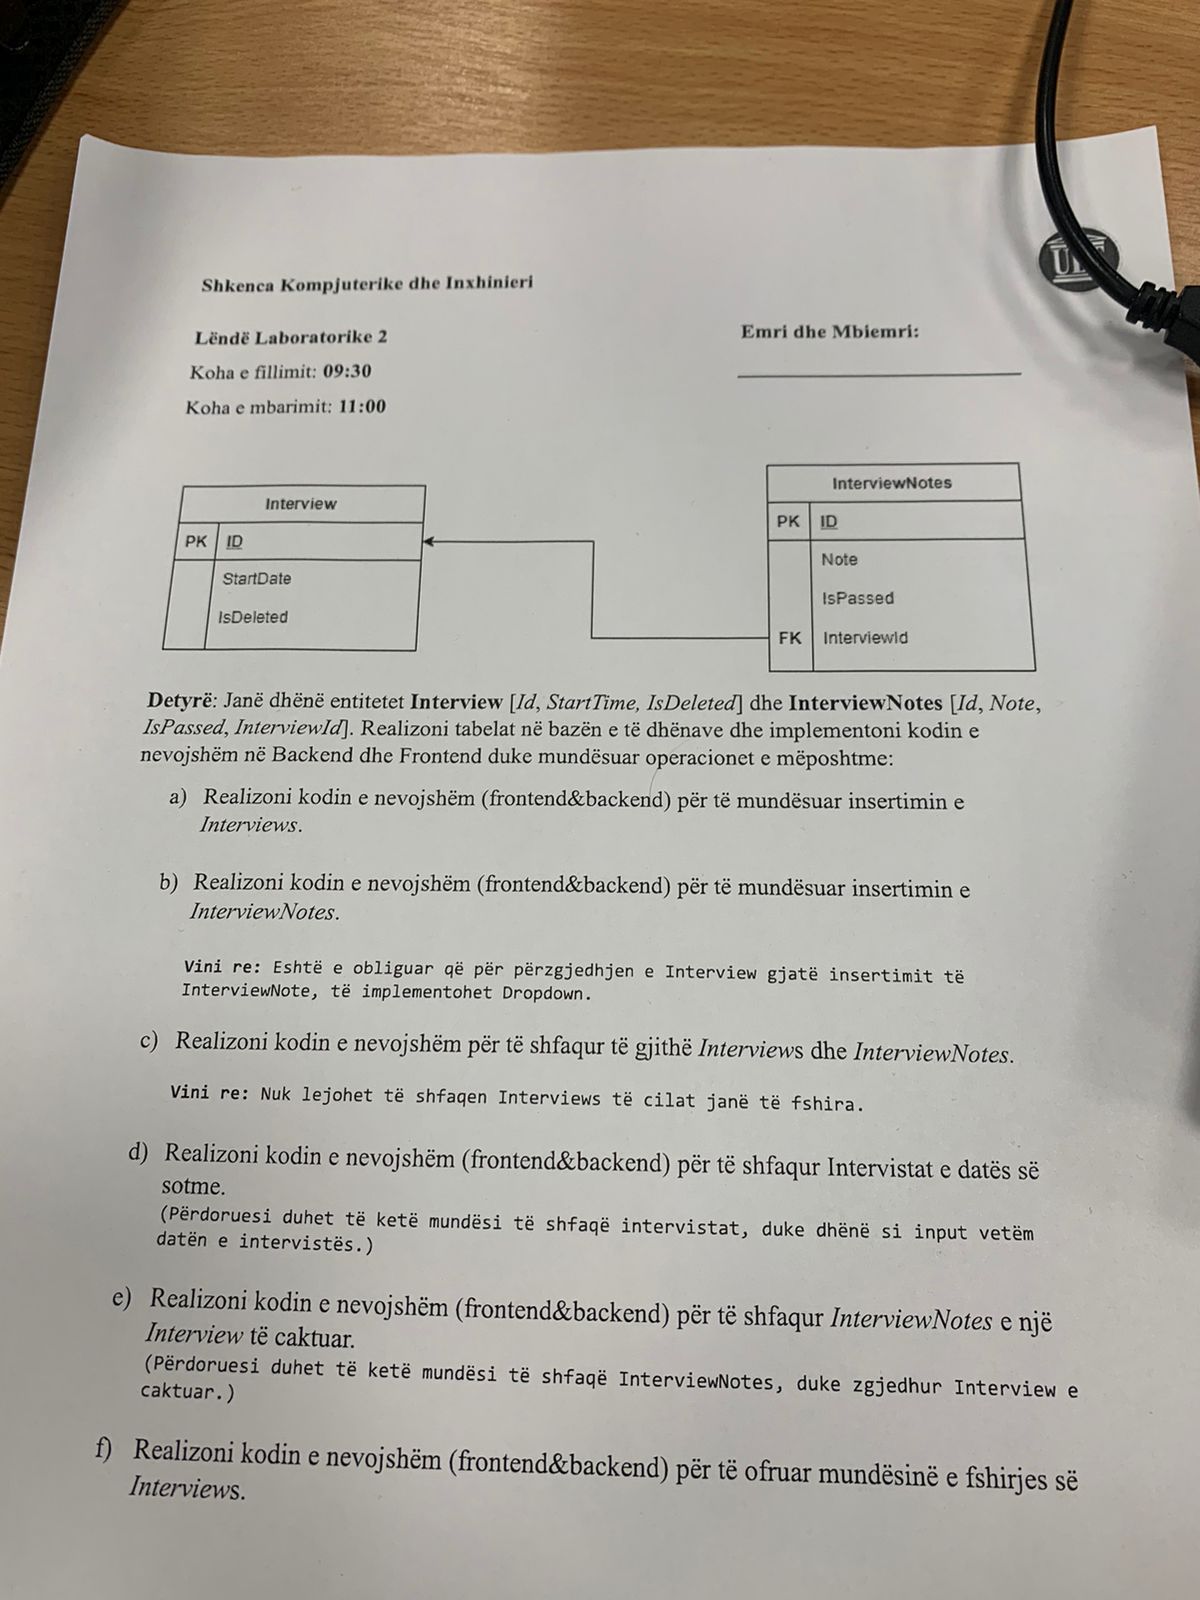 Shkenca Kompjuterike dhe Inxhinieri
Lëndë Laboratorike 2
Emri dhe Mbiemri:
Koha e fillimit: 09:30
Koha e mbarimit: 11:00
Interview
PK ID
StartDate
IsDeleted
InterviewNotes
PK ID
Note
IsPassed
FK InterviewId
Detyrë: Janë dhënë entitetet Interview [Id, StartTime, IsDeleted] dhe InterviewNotes [Id, Note,
IsPassed, InterviewId]. Realizoni tabelat në bazën e të dhënave dhe implementoni kodin e
nevojshëm në Backend dhe Frontend duke mundësuar operacionet e mëposhtme:
a) Realizoni kodin e nevojshëm (frontend&backend) për të mundësuar insertimin e
Interviews.
b) Realizoni kodin e nevojshëm (frontend&backend) për të mundësuar insertimin e
InterviewNotes.
Vini re: Eshtë e obliguar që për përzgjedhjen e Interview gjatë insertimit të
InterviewNote, të implementohet Dropdown.
c) Realizoni kodin e nevojshëm për të shfaqur të gjithë Interviews dhe InterviewNotes.
Vini re: Nuk lejohet të shfaqen Interviews të cilat janë të fshira.
d) Realizoni kodin e nevojshëm (frontend&backend) për të shfaqur Intervistat e datës së
sotme.
(Përdoruesi duhet të ketë mundësi të shfaqë intervistat, duke dhënë si input vetëm
datën e intervistës.)
e) Realizoni kodin e nevojshëm (frontend&backend) për të shfaqur InterviewNotes e një
Interview të caktuar.
(Përdoruesi duhet të ketë mundësi të shfaqë InterviewNotes, duke zgjedhur Interview e
caktuar.)
f) Realizoni kodin e nevojshëm (frontend&backend) për të ofruar mundësinë e fshirjes së
Interviews.